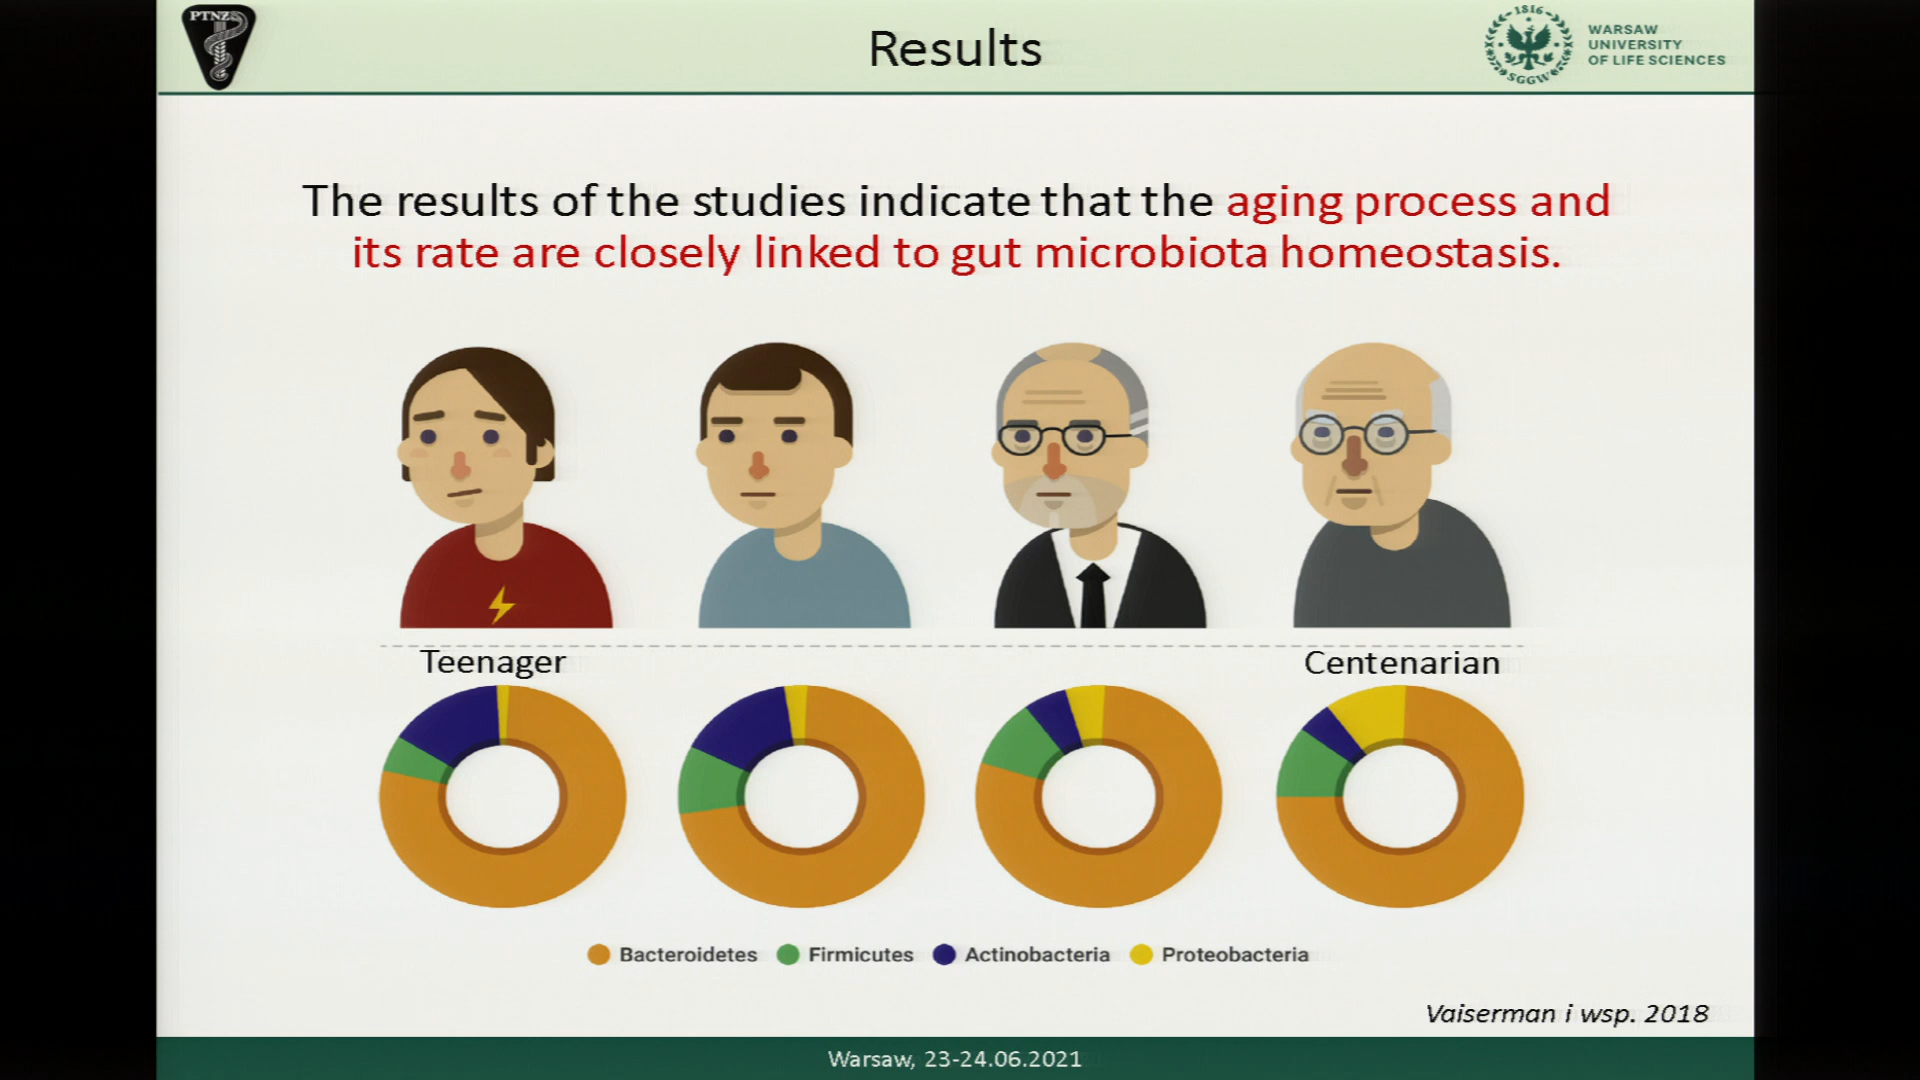 PTNZ
Results
1816
SGGW
WARSAW
UNIVERSITY
OF LIFE SCIENCES
The results of the studies indicate that the aging process and
its rate are closely linked to gut microbiota homeostasis.
Teenager
Centenarian
Bacteroidetes
Firmicutes
Actinobacteria
Proteobacteria
Vaiserman i wsp. 2018
Warsaw, 23-24.06.2021